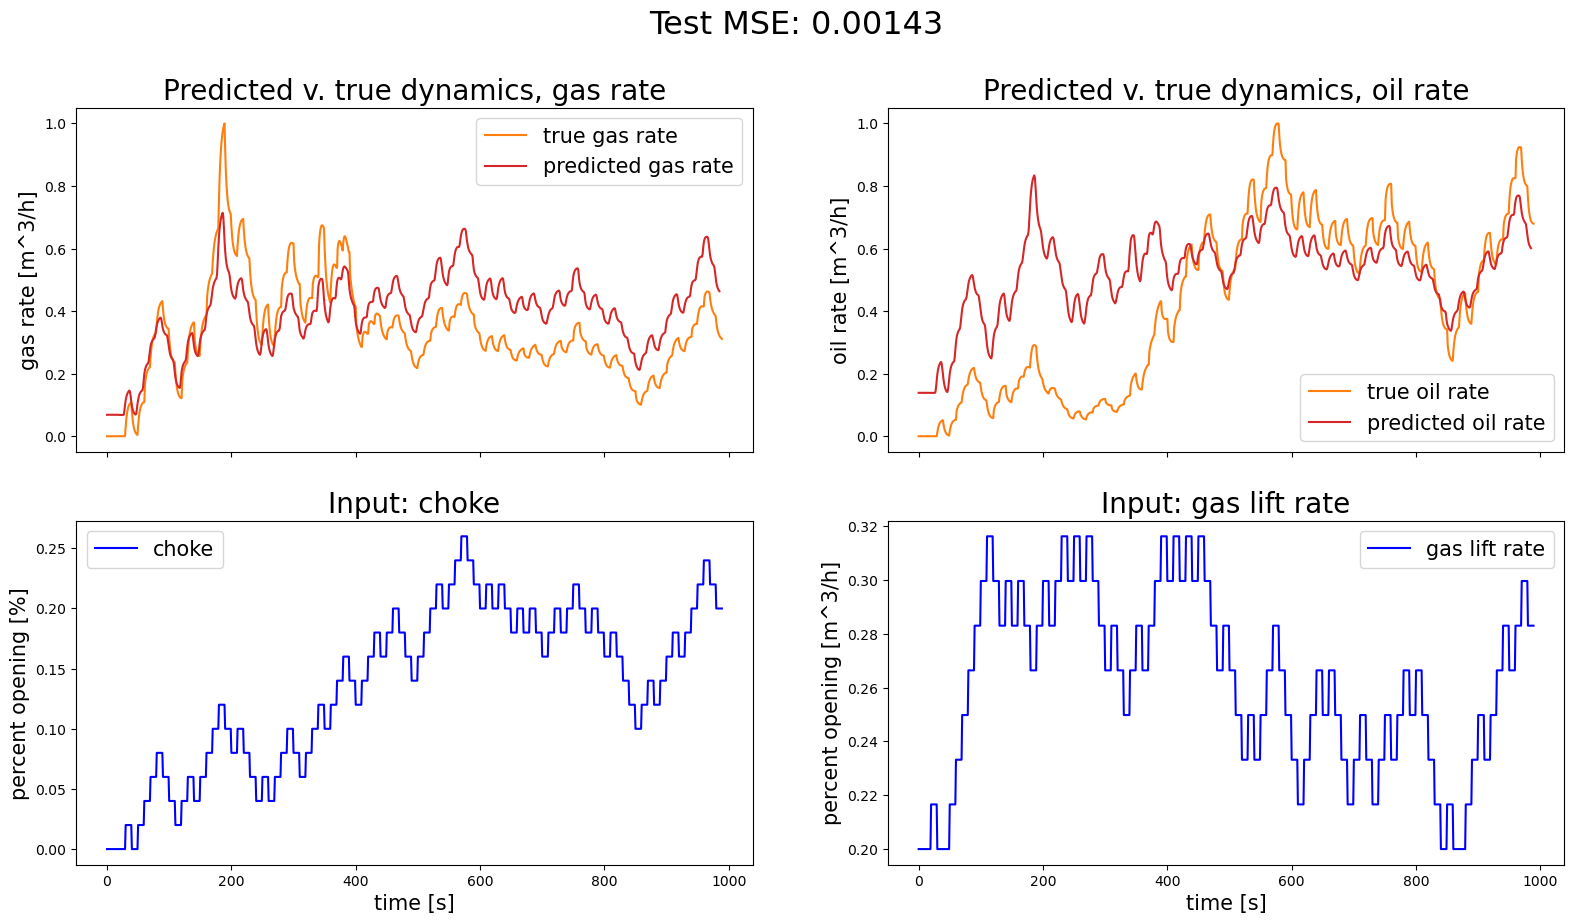 Test MSE: 0.00143
Predicted v. true dynamics, gas rate
Predicted v. true dynamics, oil rate
gas rate [m^3/h]
1.0
0.8
0.6
0.4
0.2
0.0
true gas rate
predicted gas rate
oil rate [m^3/h]
1.0
0.8
0.6
0.4
0.2
0.0
true oil rate
predicted oil rate
Input: choke
Input: gas lift rate
percent opening [%]
0.25
0.20
0.15
0.10
0.05
0.00
choke
0 200 400 600 800 1000
time [s]
percent opening [m^3/h]
0.32
0.30
0.28
0.26
0.24
0.22
0.20
gas lift rate
0 200 400 600 800 1000
time [s]